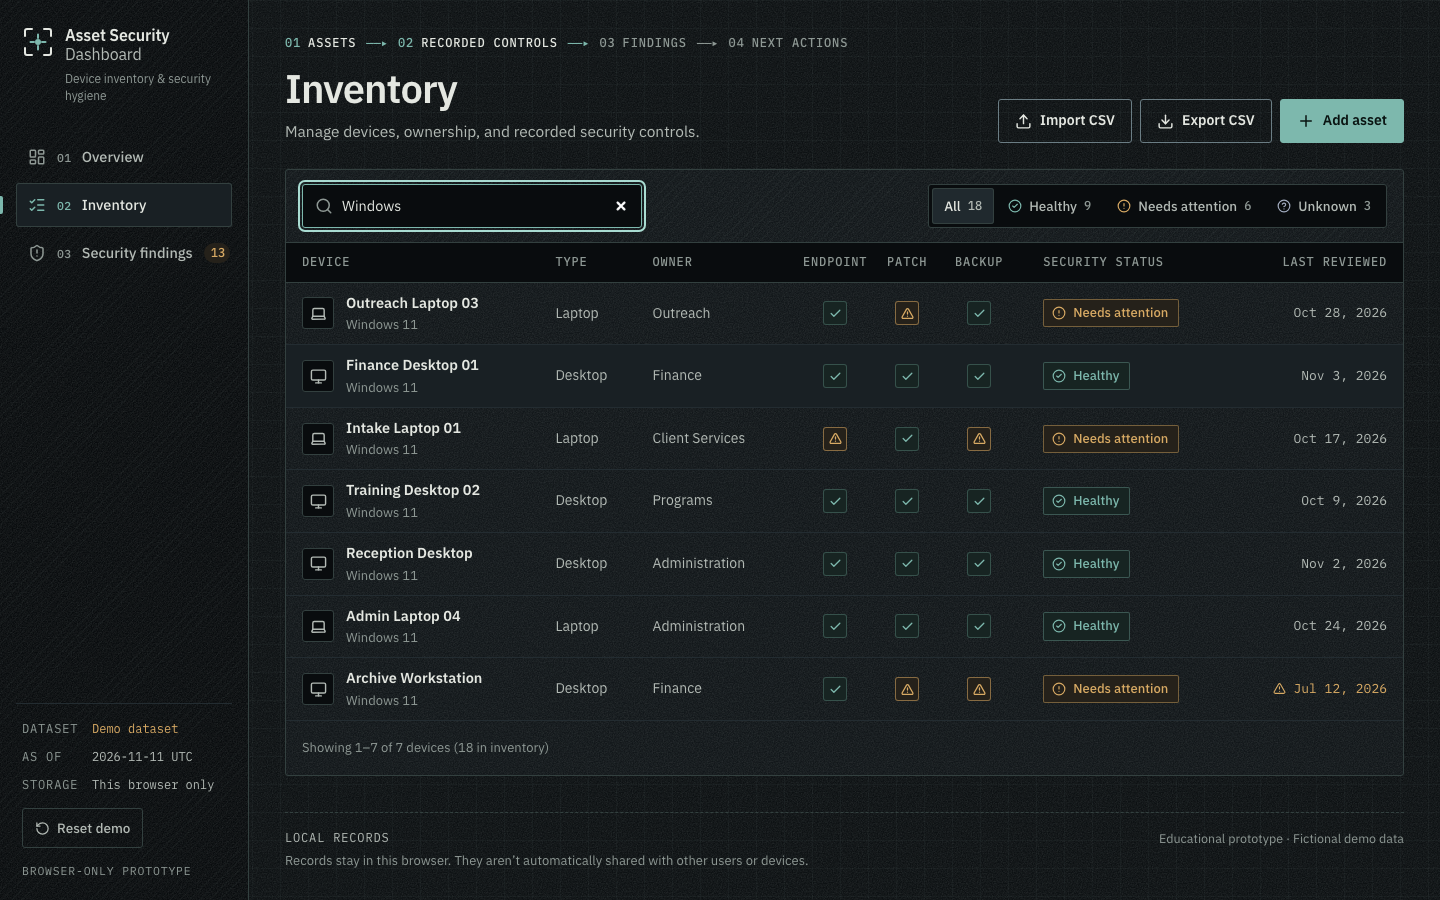 Asset Security
Dashboard
Device inventory & security
hygiene
01 Overview
02 Inventory
03 Security findings 13
DATASET Demo dataset
AS OF 2026-11-11 UTC
STORAGE This browser only
Reset demo
BROWSER-ONLY PROTOTYPE
01 ASSETS 02 RECORDED CONTROLS 03 FINDINGS 04 NEXT ACTIONS
Inventory
Manage devices, ownership, and recorded security controls.
Import CSV Export CSV Add asset
Windows
All 18 Healthy 9 Needs attention 6 Unknown 3
DEVICE TYPE OWNER ENDPOINT PATCH BACKUP SECURITY STATUS LAST REVIEWED
Outreach Laptop 03
Windows 11
Laptop Outreach Needs attention Oct 28, 2026
Finance Desktop 01
Windows 11
Desktop Finance Healthy Nov 3, 2026
Intake Laptop 01
Windows 11
Laptop Client Services Needs attention Oct 17, 2026
Training Desktop 02
Windows 11
Desktop Programs Healthy Oct 9, 2026
Reception Desktop
Windows 11
Desktop Administration Healthy Nov 2, 2026
Admin Laptop 04
Windows 11
Laptop Administration Healthy Oct 24, 2026
Archive Workstation
Windows 11
Desktop Finance Needs attention Jul 12, 2026
Showing 1–7 of 7 devices (18 in inventory)
LOCAL RECORDS
Records stay in this browser. They aren’t automatically shared with other users or devices.
Educational prototype · Fictional demo data